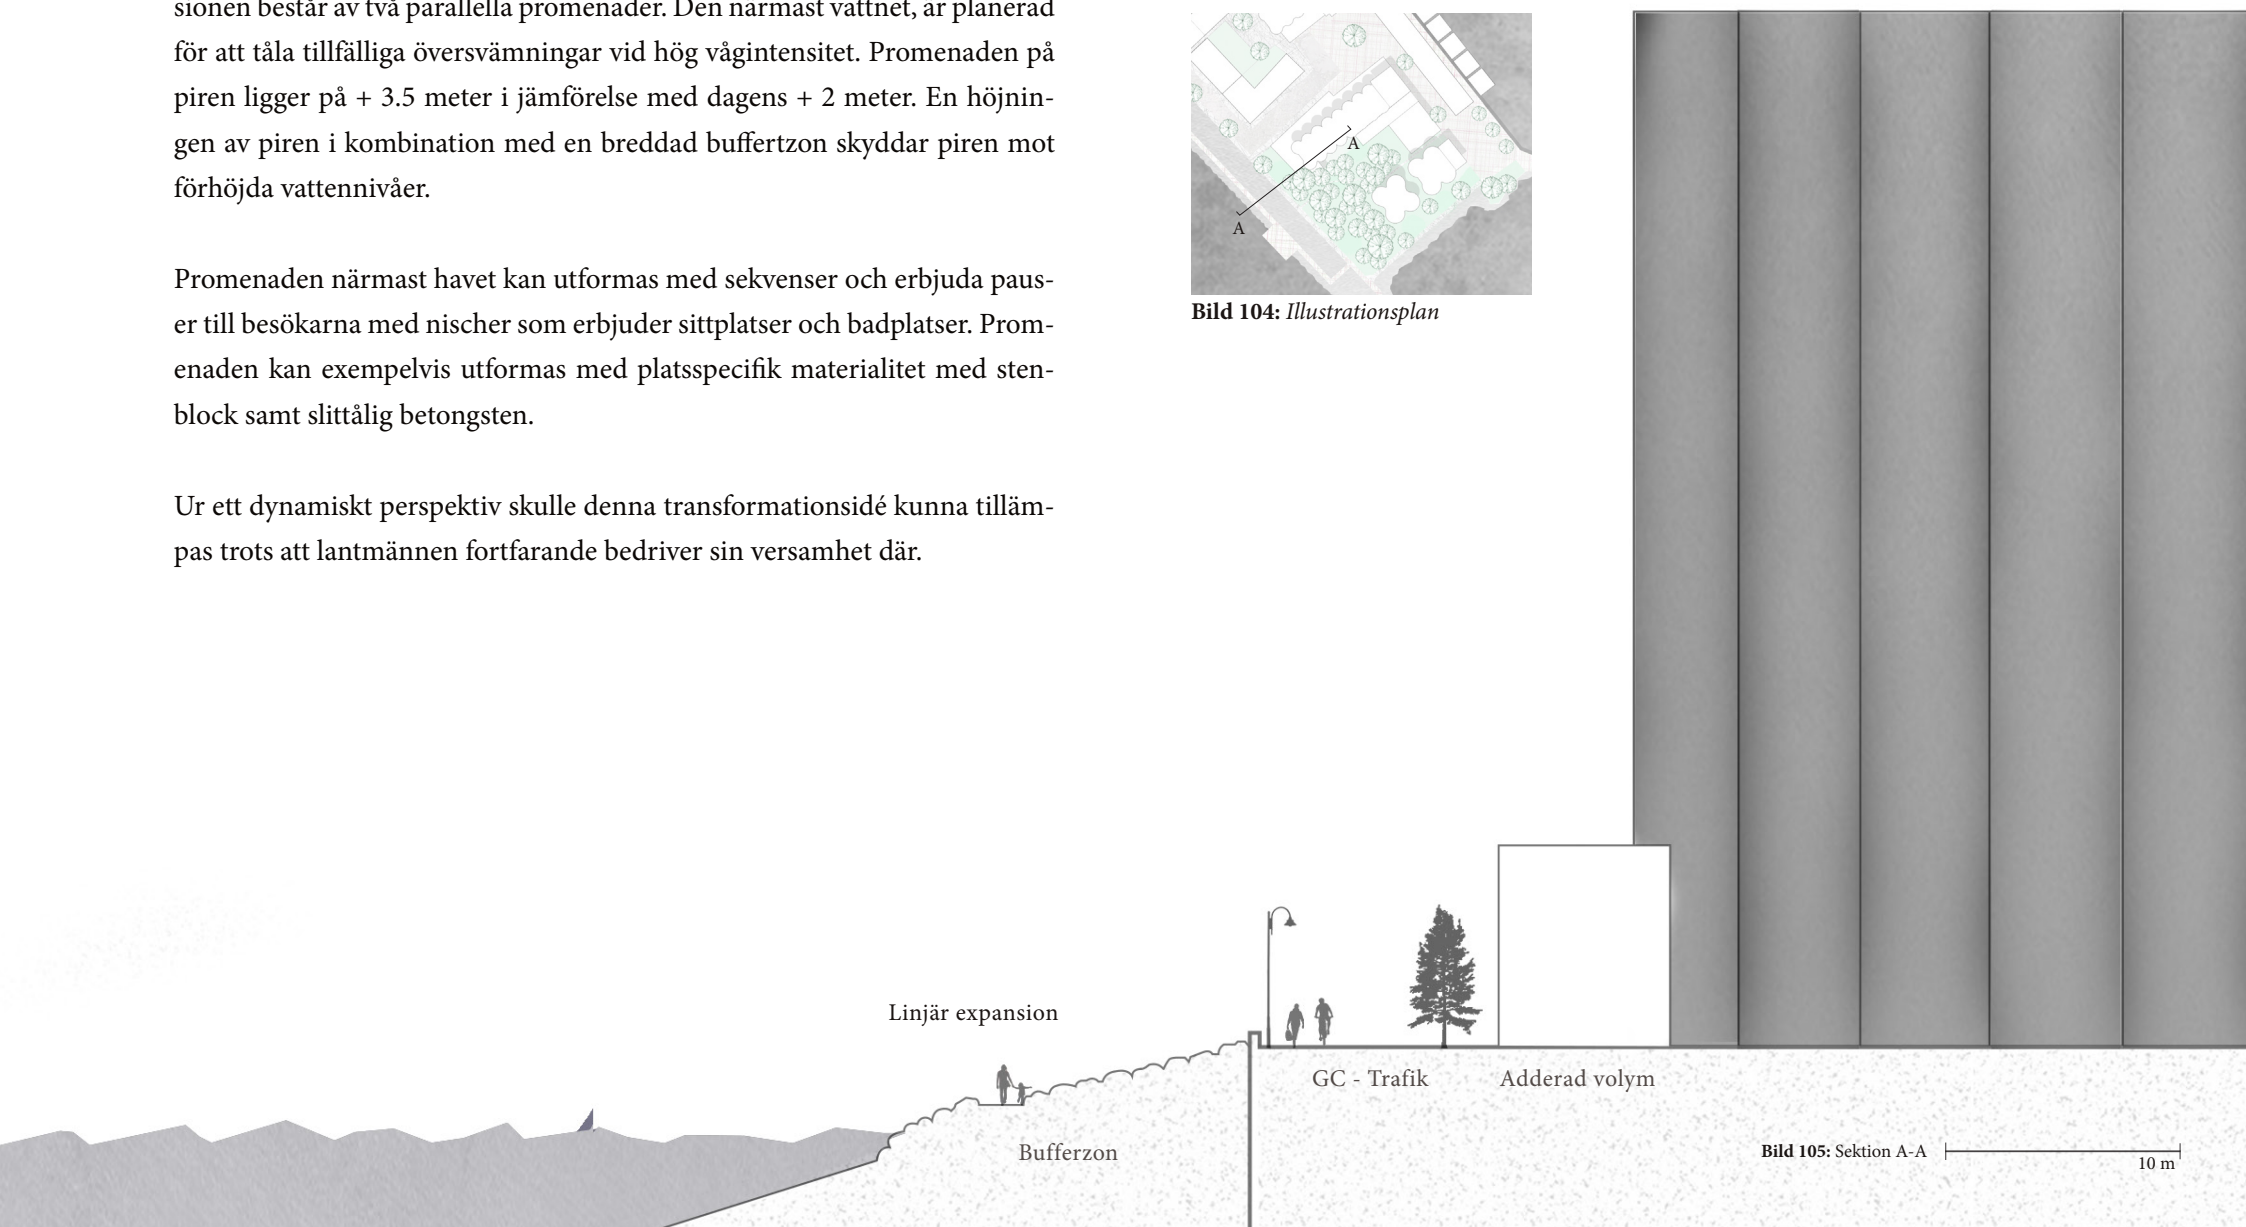 sionen består av två parallella promenader. Den närmast vattnet, är planerad
för att tåla tillfälliga översvämningar vid hög vågintensitet. Promenaden på
piren ligger på + 3.5 meter i jämförelse med dagens + 2 meter. En höjnin-
gen av piren i kombination med en breddad buffertzon skyddar piren mot
förhöjda vattennivåer.
Promenaden närmast havet kan utformas med sekvenser och erbjuda paus-
er till besökarna med nischer som erbjuder sittplatser och badplatser. Prom-
enaden kan exempelvis utformas med platsspecifik materialitet med sten-
block samt slittålig betongsten.
Ur ett dynamiskt perspektiv skulle denna transformationsidé kunna tilläm-
pas trots att lantmännen fortfarande bedriver sin versamhet där.
A
A
Bild 104: Illustrationsplan
Linjär expansion
GC - Trafik
Adderad volym
Bufferzon
Bild 105: Sektion A-A
10 m